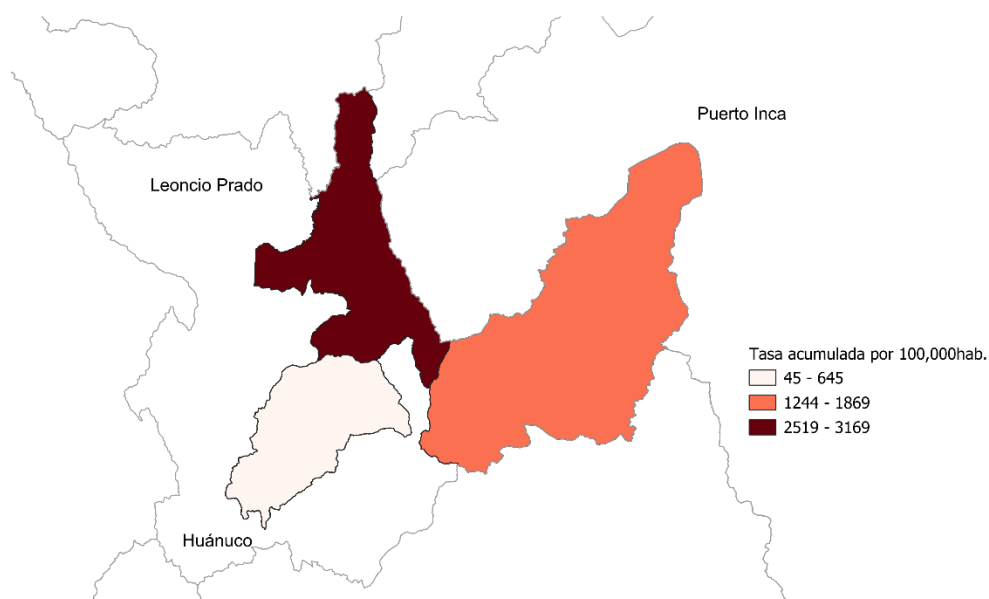 Puerto Inca
Leoncio Prado
Tasa acumulada por 100,000hab.
45 - 645
1244 - 1869
2519 - 3169
Huánuco